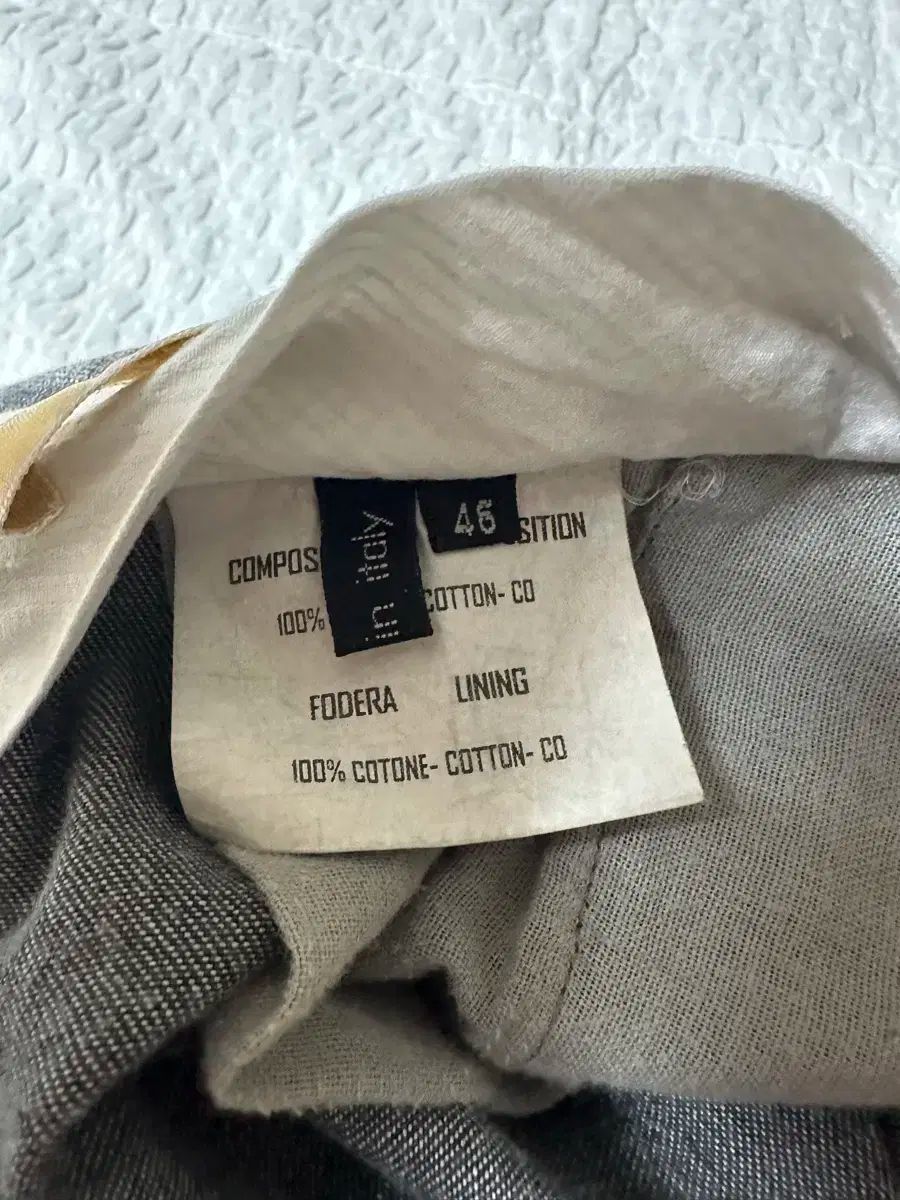 in italy
46
COMPOS SITION
100% COTTON- CO
FODERA LINING
100% COTONE- COTTON- CO